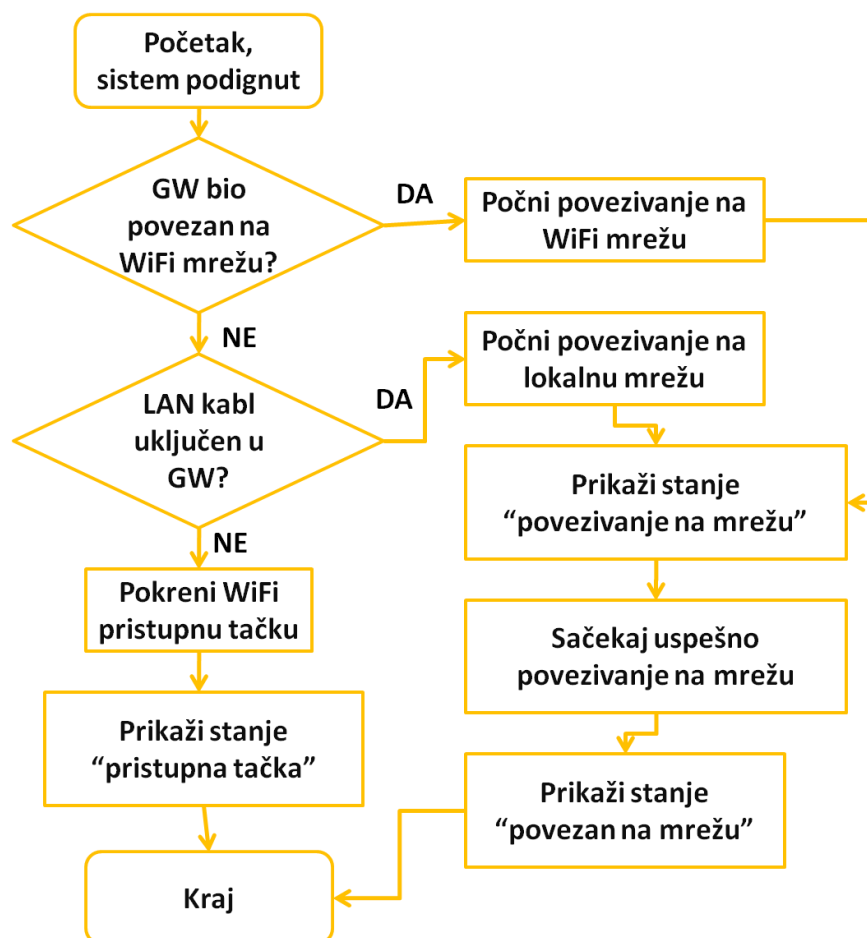 Početak,
sistem podignut
GW bio
povezan na
WiFi mrežu?
DA
Počni povezivanje na
WiFi mrežu
NE
LAN kabl
uključen u
GW?
DA
Počni povezivanje na
lokalnu mrežu
Prikaži stanje
“povezivanje na mrežu”
NE
Pokreni WiFi
pristupnu tačku
Sačekaj uspešno
povezivanje na mrežu
Prikaži stanje
“pristupna tačka”
Prikaži stanje
“povezan na mrežu”
Kraj